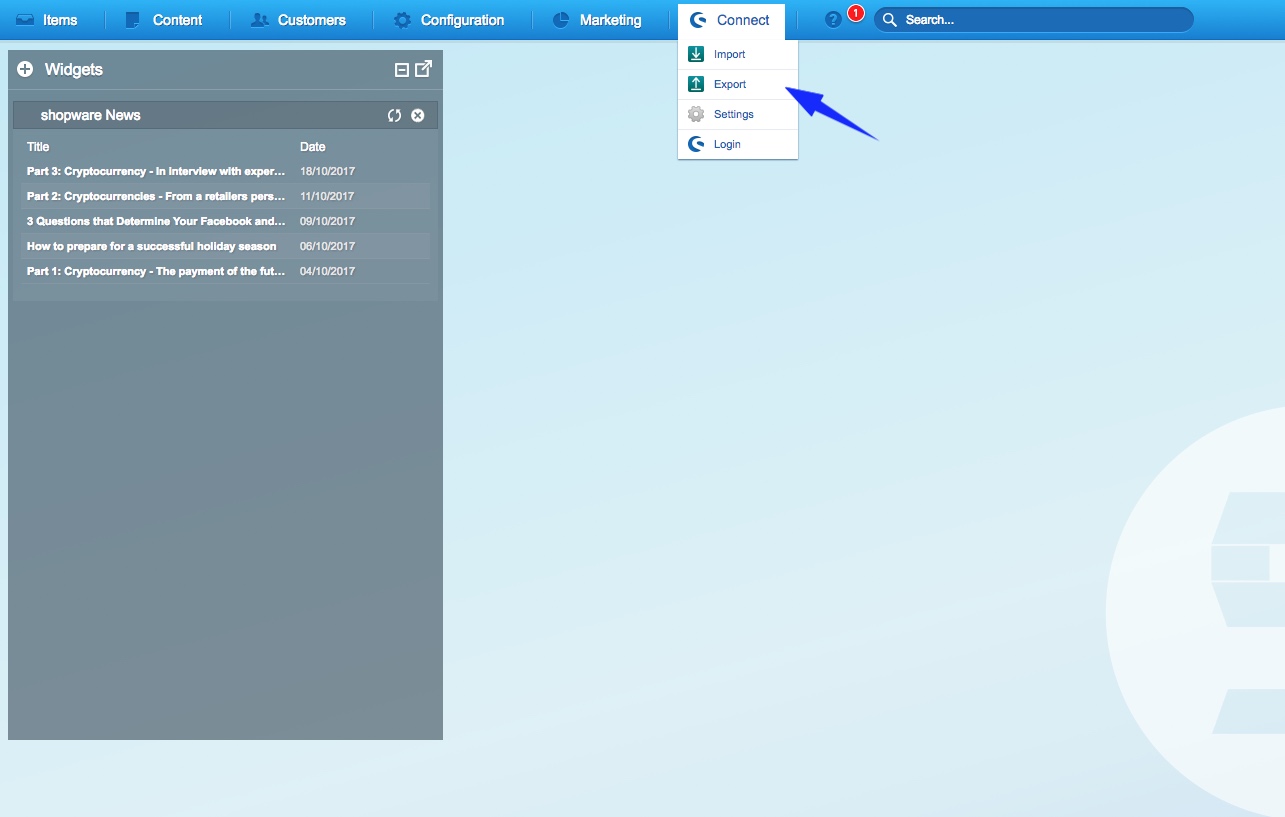 Items Content Customers Configuration Marketing Connect ? 1 Search...
Import
Export
Settings
Login
Widgets
shopware News
Title Date
Part 3: Cryptocurrency - In interview with exper... 18/10/2017
Part 2: Cryptocurrencies - From a retailers pers... 11/10/2017
3 Questions that Determine Your Facebook and... 09/10/2017
How to prepare for a successful holiday season 06/10/2017
Part 1: Cryptocurrency - The payment of the fut... 04/10/2017